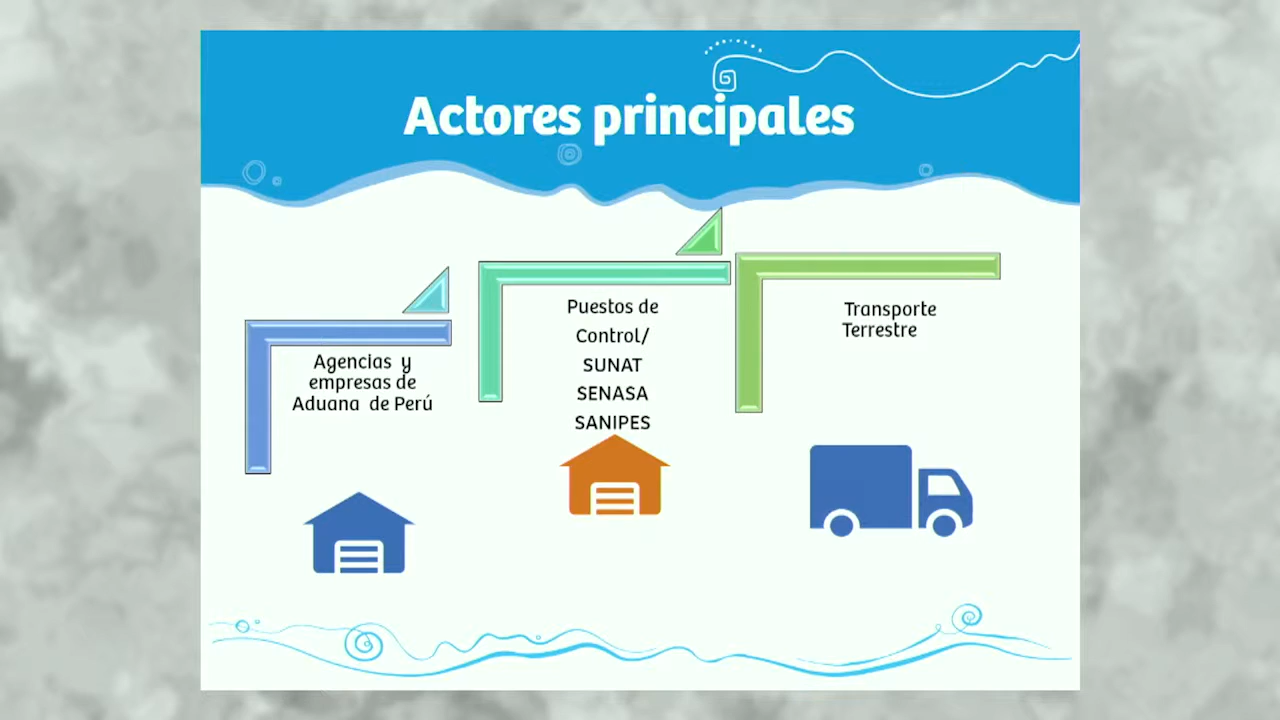 Actores principales
Agencias y
empresas de
Aduana de Perú
Puestos de
Control/
SUNAT
SENASA
SANIPES
Transporte
Terrestre